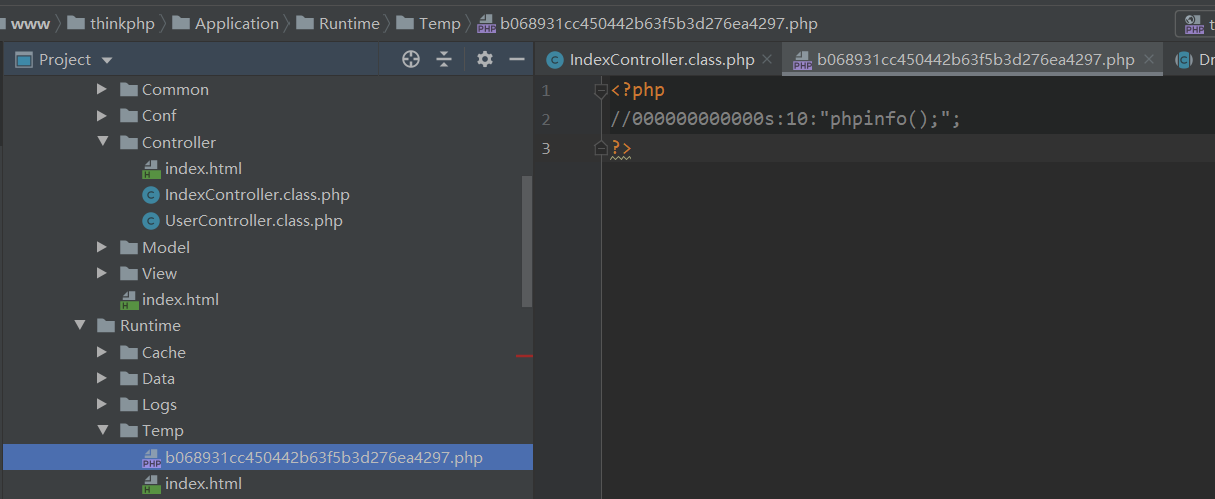 www thinkphp Application Runtime Temp b068931cc450442b63f5b3d276ea4297.php
Project
IndexController.class.php b068931cc450442b63f5b3d276ea4297.php Dr
Common
Conf
Controller
index.html
IndexController.class.php
UserController.class.php
Model
View
index.html
Runtime
Cache
Data
Logs
Temp
b068931cc450442b63f5b3d276ea4297.php
index.html
1 <?php
2 //000000000000s:10:"phpinfo();";
3 ?>